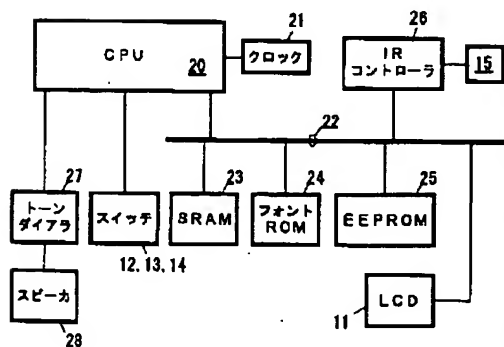 21
26
CPU
20
クロック
IR
コントローラ
15
22
27
23
24
25
トーン
ダイアラ
スイッチ
SRAM
フォント
ROM
EEPROM
12, 13, 14
スピーカ
28
11
LCD